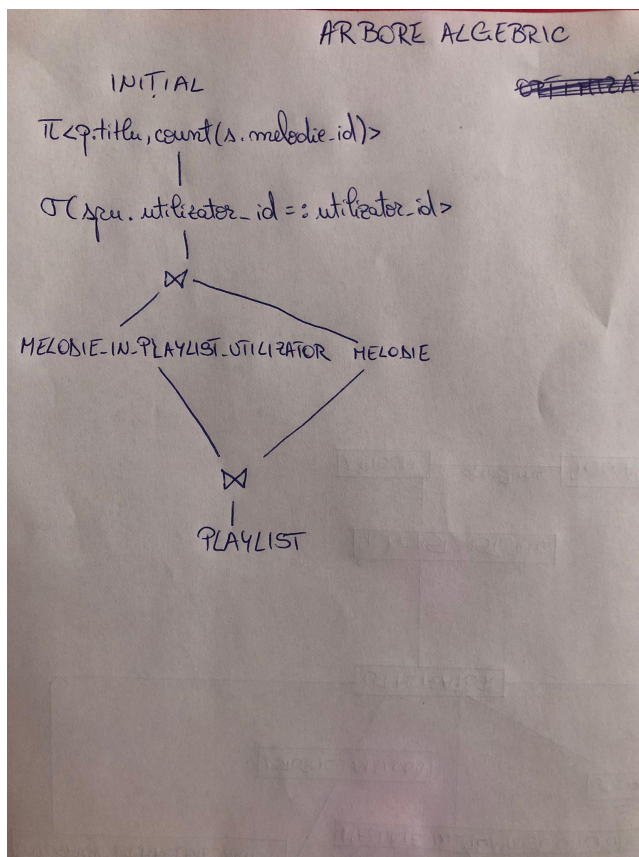 ARBORE ALGEBRIC
INIȚIAL
π<p.titlu, count(s.melodie_id)>
σ(spu.utilizator_id = :utilizator_id>
⋈
MELODIE_IN_PLAYLIST_UTILIZATOR MELODIE
⋈
PLAYLIST